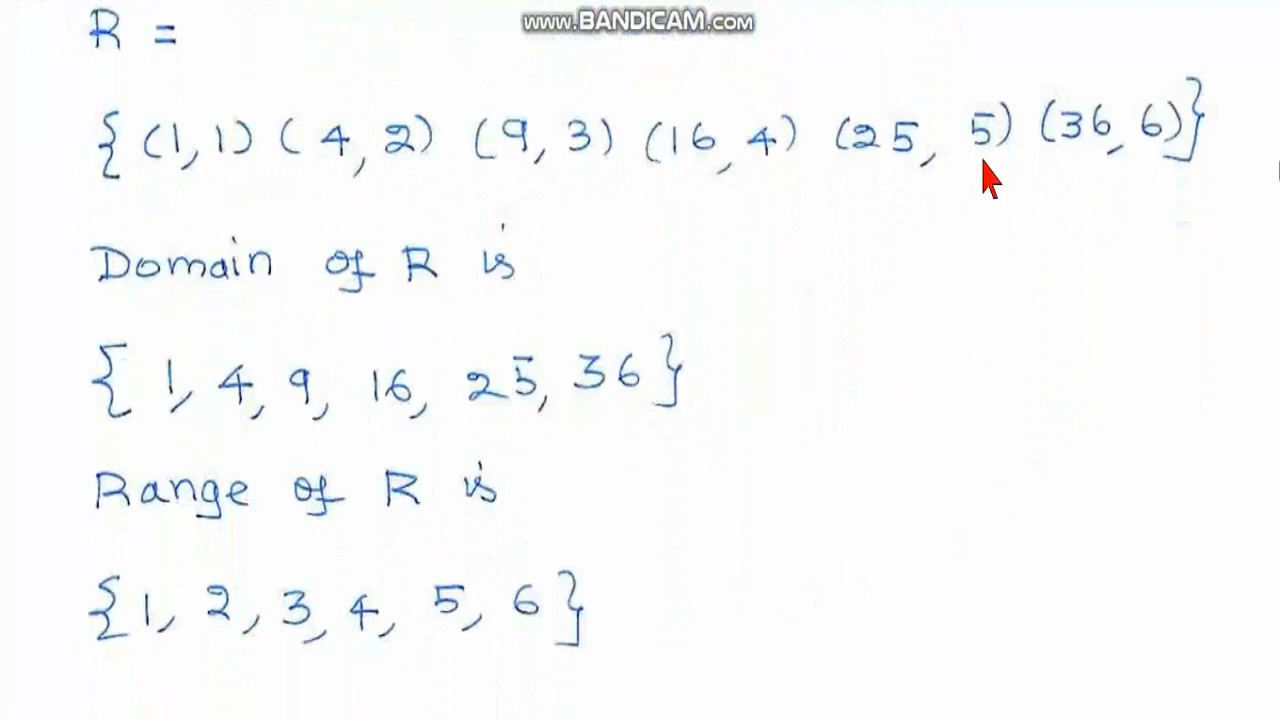 www.BANDICAM.com
R =
{(1,1) (4,2) (9,3) (16,4) (25, 5) (36,6)}
Domain of R is
{1, 4, 9, 16, 25, 36}
Range of R is
{1, 2, 3, 4, 5, 6}